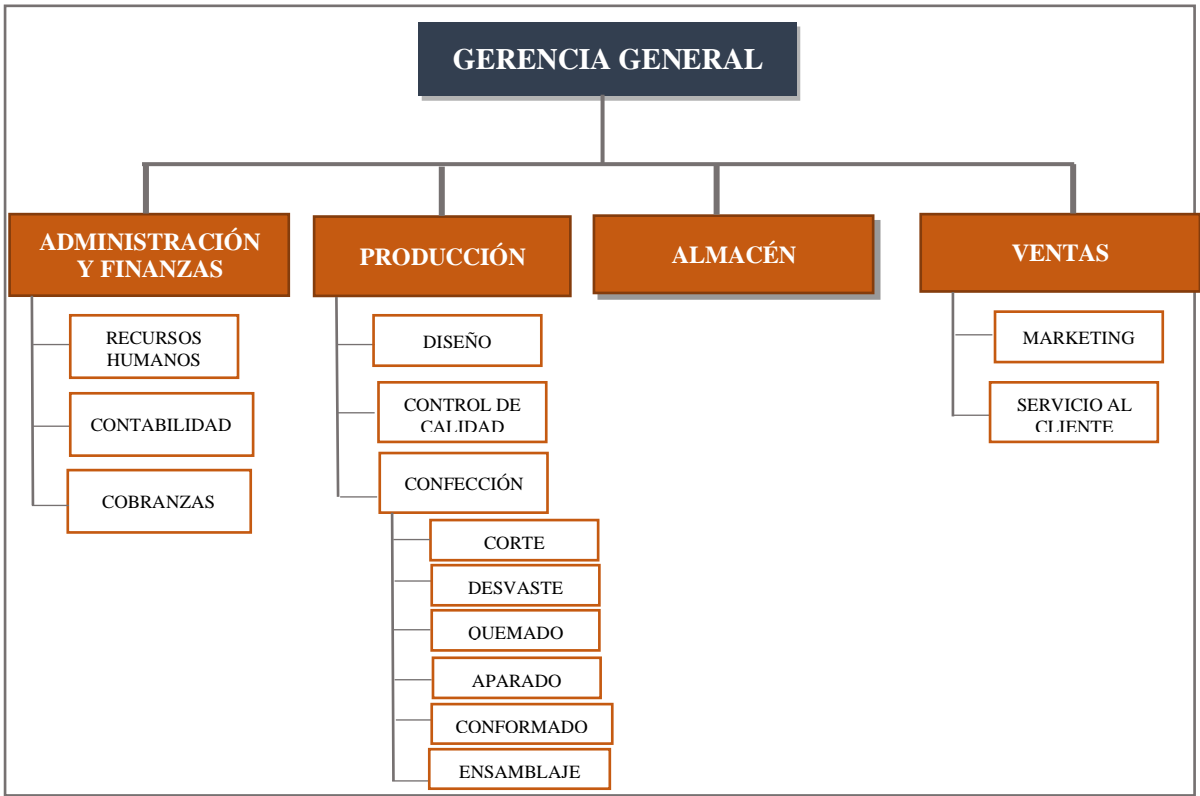 GERENCIA GENERAL
ADMINISTRACIÓN
Y FINANZAS
PRODUCCIÓN
ALMACÉN
VENTAS
RECURSOS
HUMANOS
CONTABILIDAD
COBRANZAS
DISEÑO
CONTROL DE
CALIDAD
CONFECCIÓN
CORTE
DESVASTE
QUEMADO
APARADO
CONFORMADO
ENSAMBLAJE
MARKETING
SERVICIO AL
CLIENTE